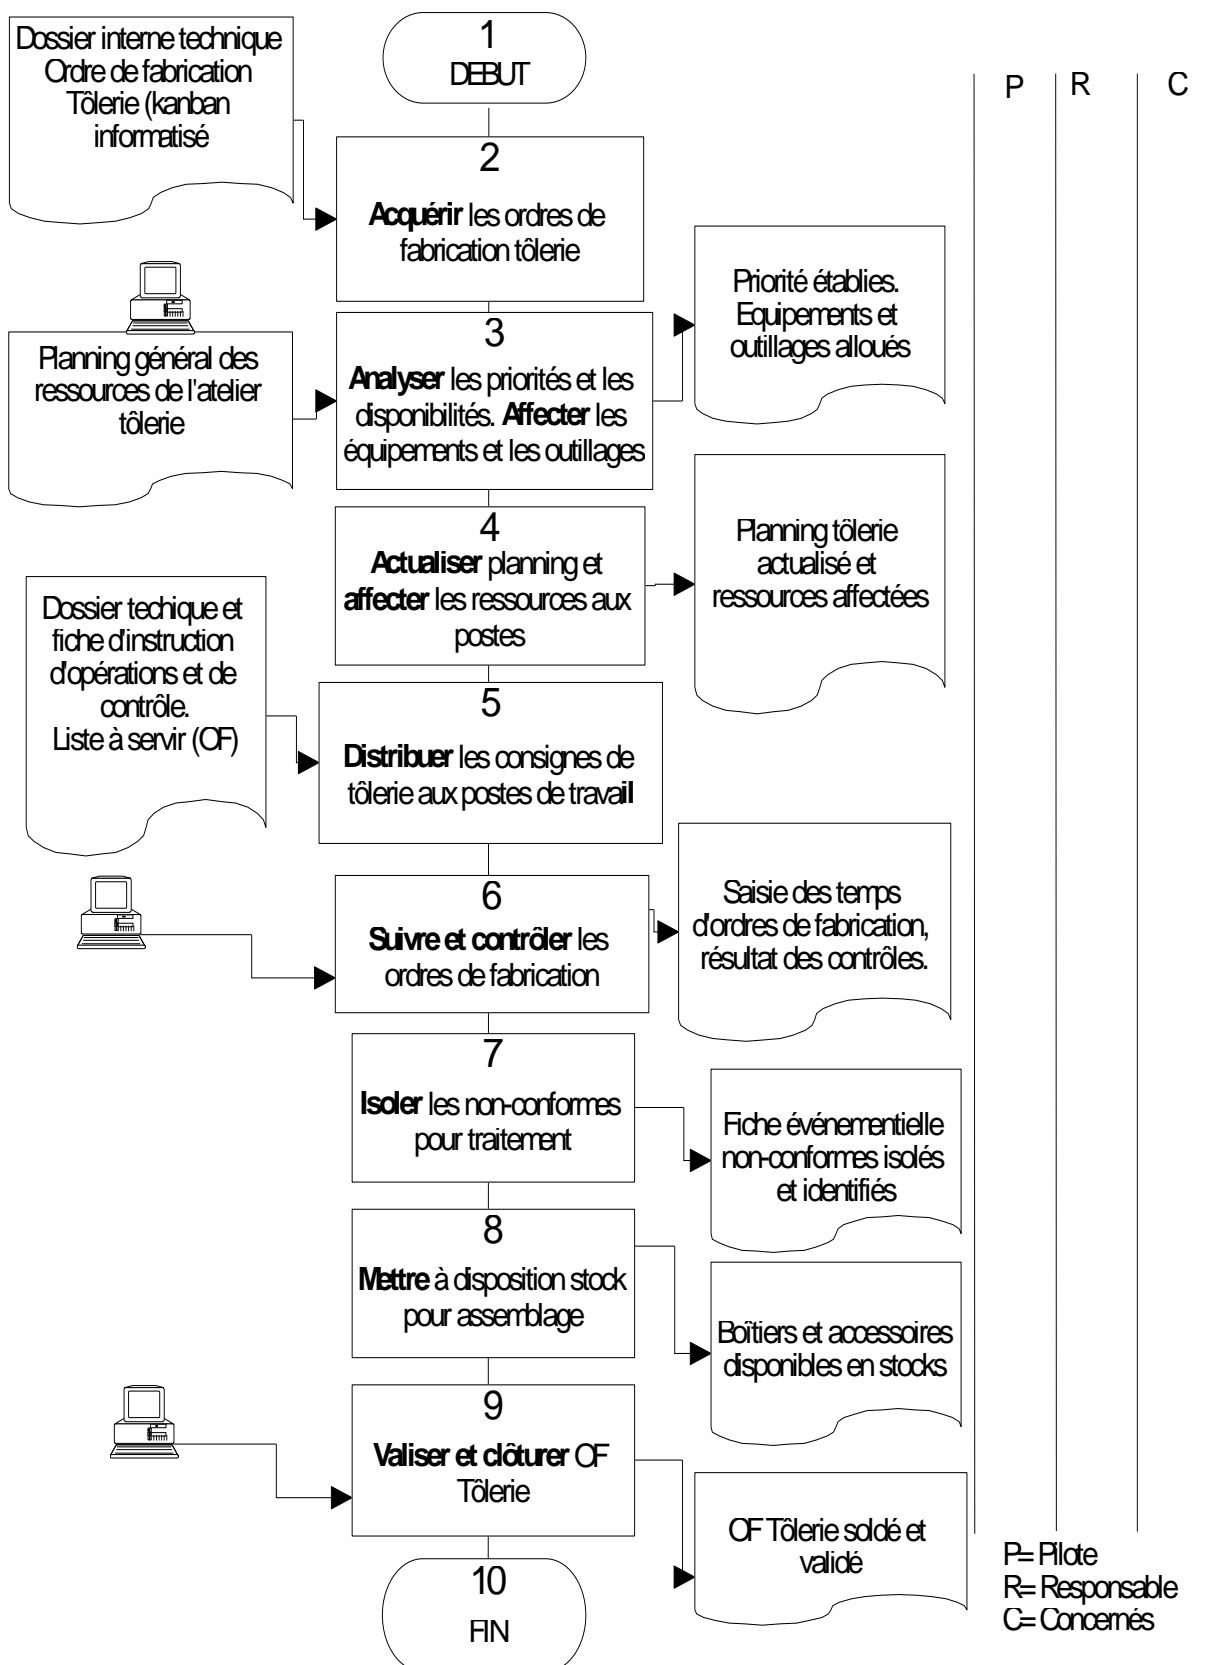 Dossier interne technique
Ordre de fabrication
Tôlerie (kanban
informatisé
1
DEBUT
P R C
2
Acquérir les ordres de
fabrication tôlerie
Priorité établies.
Equipements et
outillages alloués
Planning général des
ressources de l'atelier
tôlerie
3
Analyser les priorités et les
disponibilités. Affecter les
équipements et les outillages
4
Actualiser planning et
affecter les ressources aux
postes
Planning tôlerie
actualisé et
ressources affectées
Dossier techique et
fiche d'instruction
d'opérations et de
contrôle.
Liste à servir (OF)
5
Distribuer les consignes de
tôlerie aux postes de travail
6
Suivre et contrôler les
ordres de fabrication
Saisie des temps
d'ordres de fabrication,
résultat des contrôles.
7
Isoler les non-conformes
pour traitement
Fiche événementielle
non-conformes isolés
et identifiés
8
Mettre à disposition stock
pour assemblage
Boîtiers et accessoires
disponibles en stocks
9
Valiser et clôturer OF
Tôlerie
OF Tôlerie soldé et
validé
10
FIN
P= Pilote
R= Responsable
C= Concernés